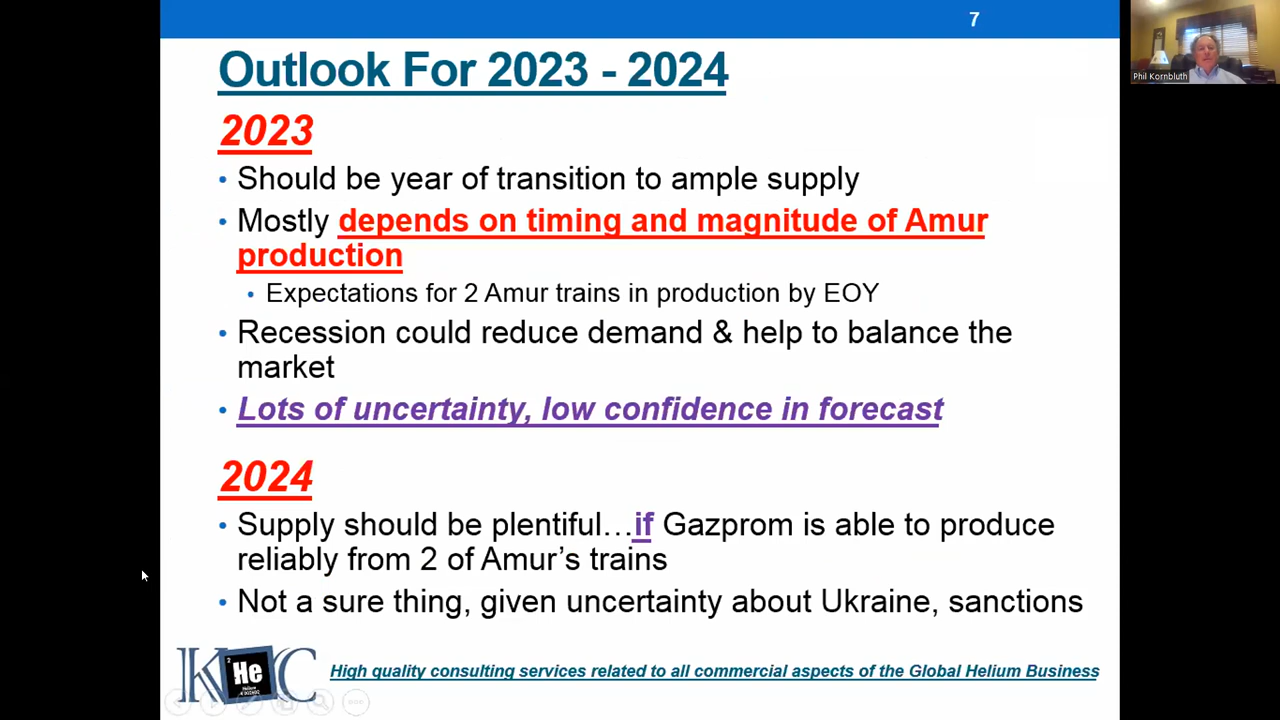 7
Phil Kornbluth
Outlook For 2023 - 2024
2023
• Should be year of transition to ample supply
• Mostly depends on timing and magnitude of Amur
production
• Expectations for 2 Amur trains in production by EOY
• Recession could reduce demand & help to balance the
market
• Lots of uncertainty, low confidence in forecast
2024
• Supply should be plentiful…if Gazprom is able to produce
reliably from 2 of Amur's trains
• Not a sure thing, given uncertainty about Ukraine, sanctions
K He C
2
Helium
High quality consulting services related to all commercial aspects of the Global Helium Business